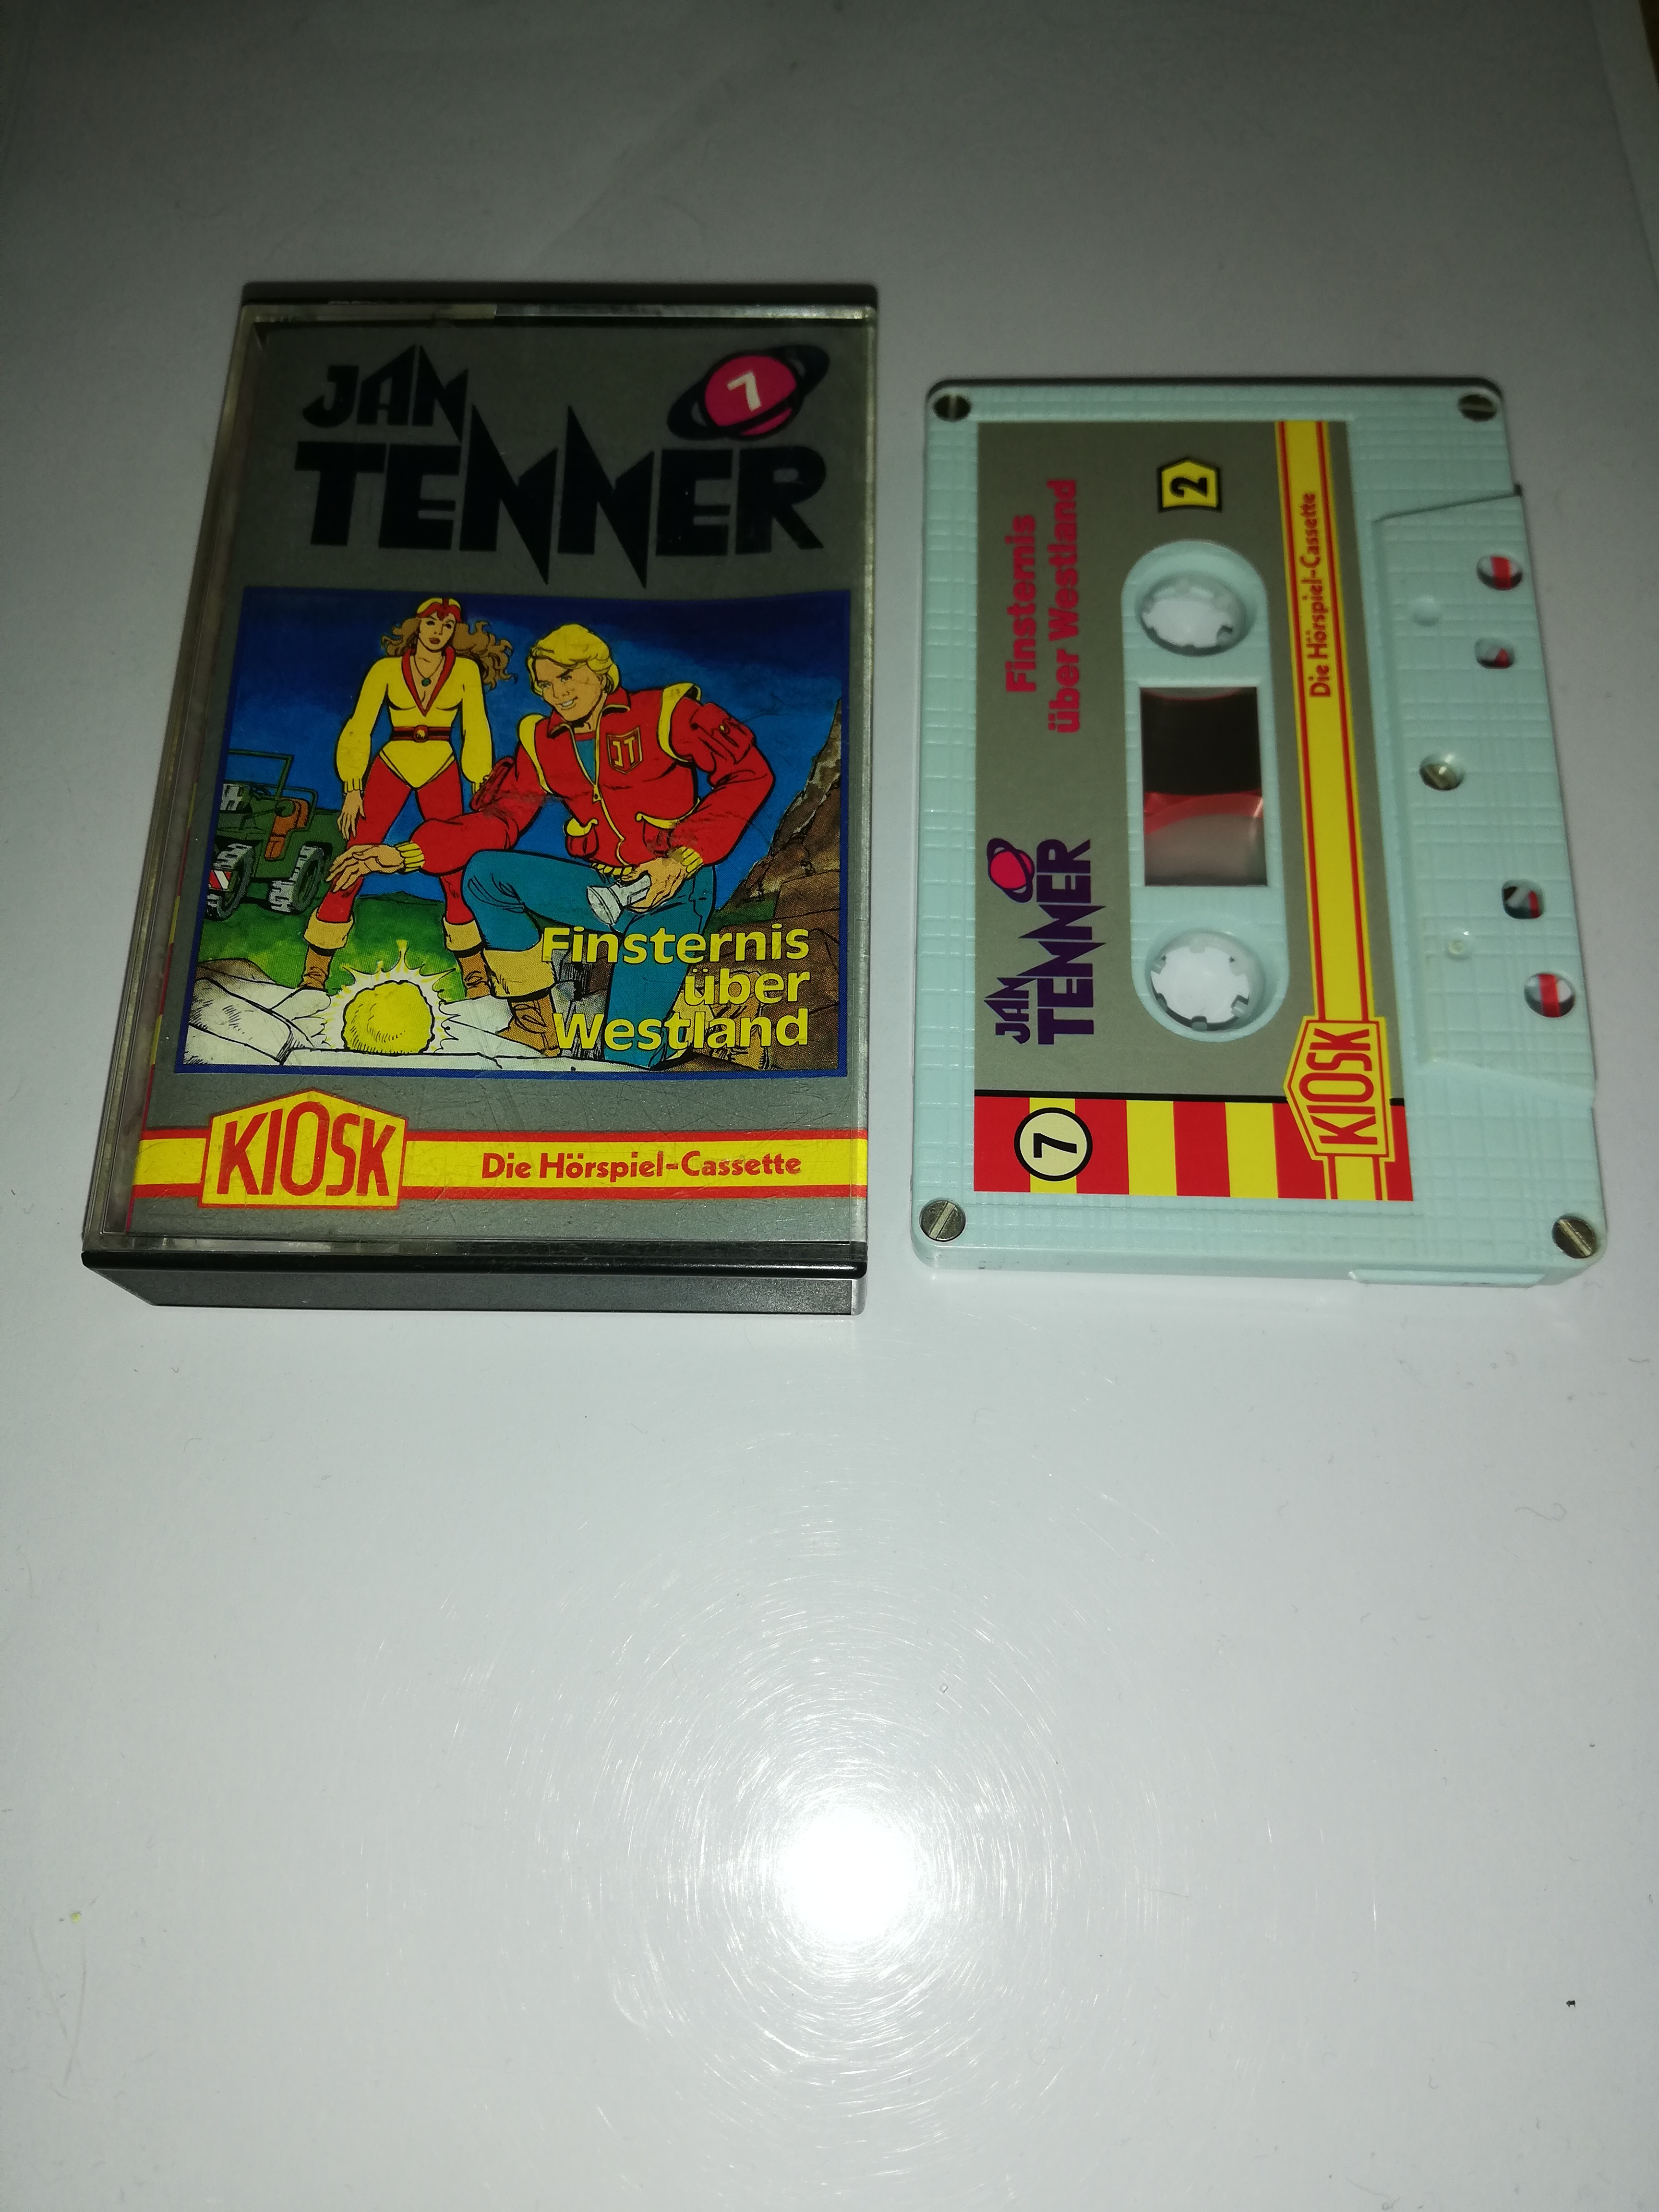 JAN
TENNER
7
JT
Finsternis
über
Westland
KIOSK
Die Hörspiel-Cassette
7
JAN
TENNER
Finsternis
über Westland
2
KIOSK
Die Hörspiel-Cassette